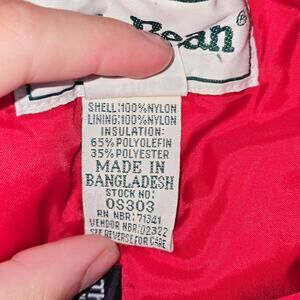 Bean®
SHELL:100%NYLON
LINING:100%NYLON
INSULATION:
65% POLYOLEFIN
35% POLYESTER
MADE IN
BANGLADESH
STOCK NO:
OS303
RN NBR: 71341
VENDOR NBR:02322
SEE REVERSE FOR CARE